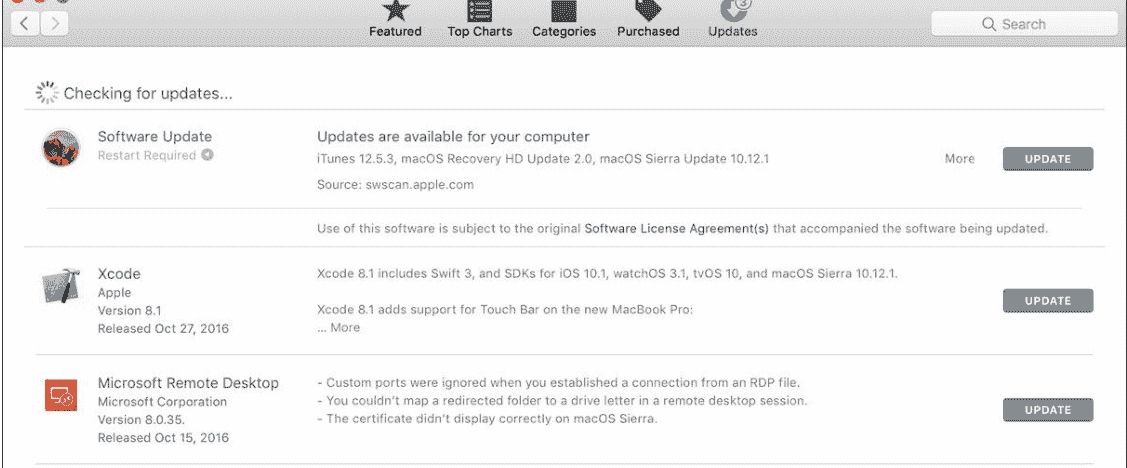 3
Featured Top Charts Categories Purchased Updates Search
Checking for updates...
Software Update
Restart Required
Updates are available for your computer
iTunes 12.5.3, macOS Recovery HD Update 2.0, macOS Sierra Update 10.12.1
Source: swscan.apple.com
More UPDATE
Use of this software is subject to the original Software License Agreement(s) that accompanied the software being updated.
Xcode
Apple
Version 8.1
Released Oct 27, 2016
Xcode 8.1 includes Swift 3, and SDKs for iOS 10.1, watchOS 3.1, tvOS 10, and macOS Sierra 10.12.1.
Xcode 8.1 adds support for Touch Bar on the new MacBook Pro:
... More
UPDATE
Microsoft Remote Desktop
Microsoft Corporation
Version 8.0.35.
Released Oct 15, 2016
- Custom ports were ignored when you established a connection from an RDP file.
- You couldn't map a redirected folder to a drive letter in a remote desktop session.
- The certificate didn't display correctly on macOS Sierra.
UPDATE